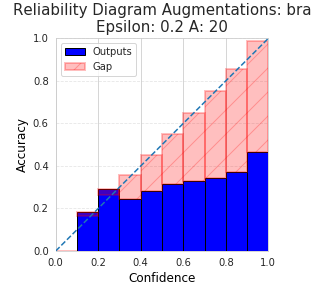 Reliability Diagram Augmentations: bra
Epsilon: 0.2 A: 20
Outputs
Gap
Accuracy
1.0
0.8
0.6
0.4
0.2
0.0
0.0 0.2 0.4 0.6 0.8 1.0
Confidence